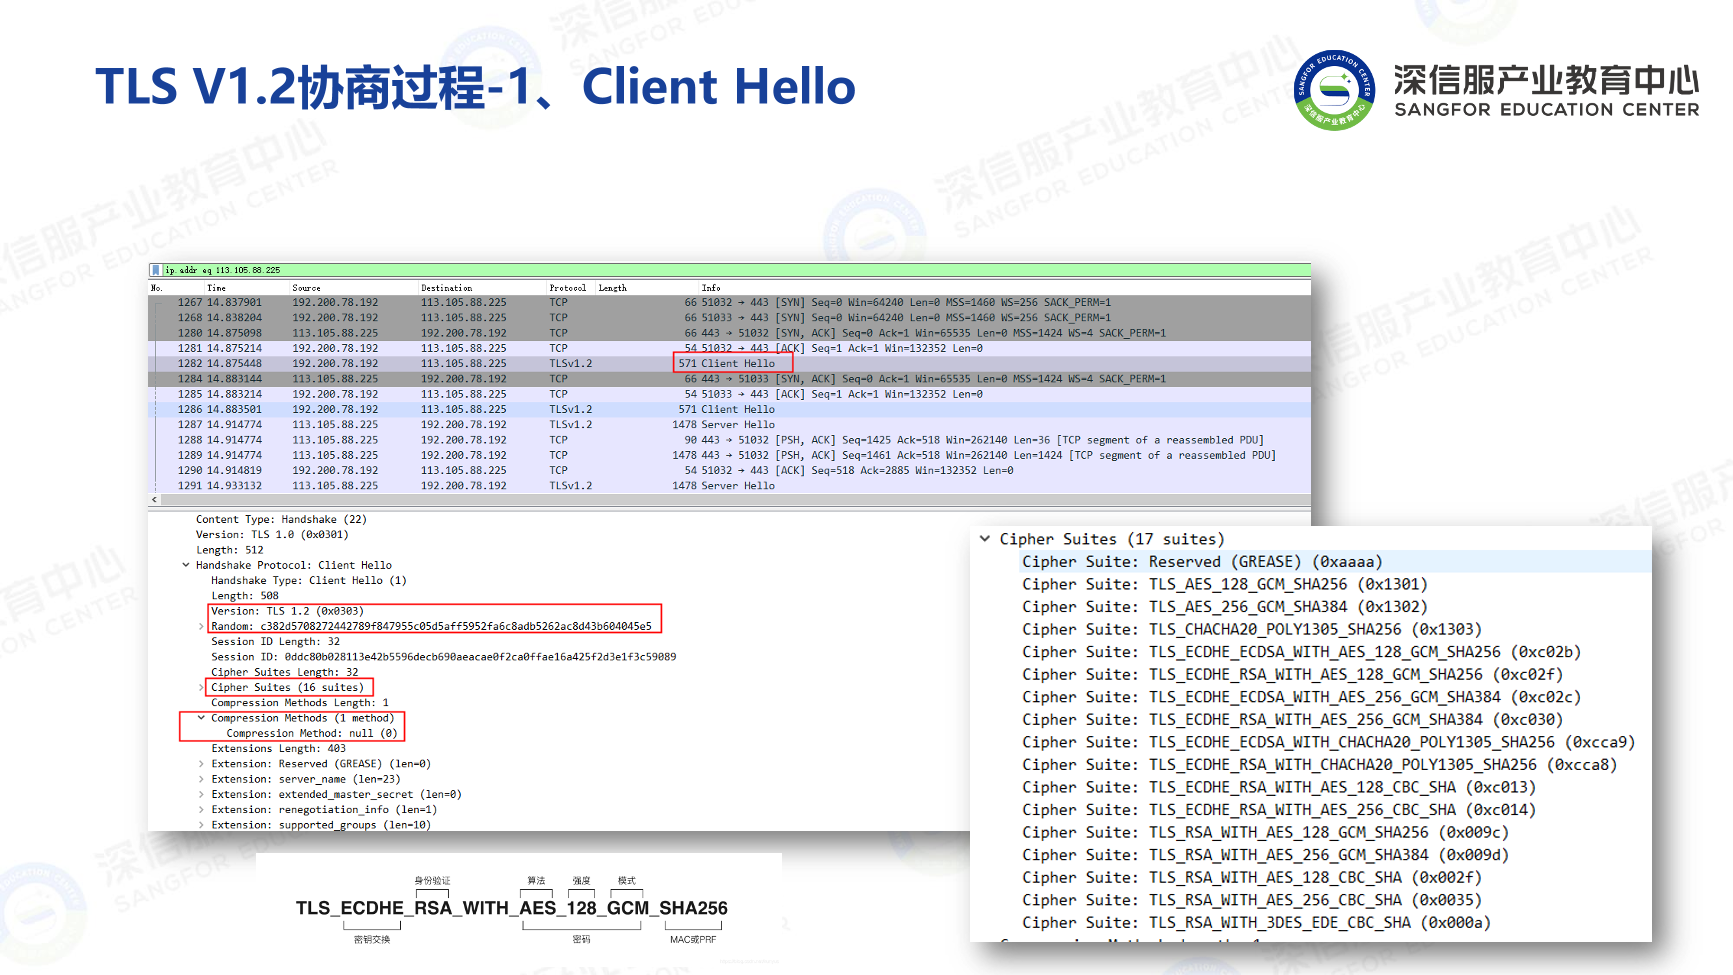 TLS V1.2协商过程-1、Client Hello
深信服产业教育中心
SANGFOR EDUCATION CENTER
ip.addr eq 113.105.88.225
No. Time Source Destination Protocol Length Info
1267 14.837901 192.200.78.192 113.105.88.225 TCP 66 51032 → 443 [SYN] Seq=0 Win=64240 Len=0 MSS=1460 WS=256 SACK_PERM=1
1268 14.838204 192.200.78.192 113.105.88.225 TCP 66 51033 → 443 [SYN] Seq=0 Win=64240 Len=0 MSS=1460 WS=256 SACK_PERM=1
1280 14.875098 113.105.88.225 192.200.78.192 TCP 66 443 → 51032 [SYN, ACK] Seq=0 Ack=1 Win=65535 Len=0 MSS=1424 WS=4 SACK_PERM=1
1281 14.875214 192.200.78.192 113.105.88.225 TCP 54 51032 → 443 [ACK] Seq=1 Ack=1 Win=132352 Len=0
1282 14.875448 192.200.78.192 113.105.88.225 TLSv1.2 571 Client Hello
1284 14.883144 113.105.88.225 192.200.78.192 TCP 66 443 → 51033 [SYN, ACK] Seq=0 Ack=1 Win=65535 Len=0 MSS=1424 WS=4 SACK_PERM=1
1285 14.883214 192.200.78.192 113.105.88.225 TCP 54 51033 → 443 [ACK] Seq=1 Ack=1 Win=132352 Len=0
1286 14.883501 192.200.78.192 113.105.88.225 TLSv1.2 571 Client Hello
1287 14.914774 113.105.88.225 192.200.78.192 TLSv1.2 1478 Server Hello
1288 14.914774 113.105.88.225 192.200.78.192 TCP 90 443 → 51032 [PSH, ACK] Seq=1425 Ack=518 Win=262140 Len=36 [TCP segment of a reassembled PDU]
1289 14.914774 113.105.88.225 192.200.78.192 TCP 1478 443 → 51032 [PSH, ACK] Seq=1461 Ack=518 Win=262140 Len=1424 [TCP segment of a reassembled PDU]
1290 14.914819 192.200.78.192 113.105.88.225 TCP 54 51032 → 443 [ACK] Seq=518 Ack=2885 Win=132352 Len=0
1291 14.933132 113.105.88.225 192.200.78.192 TLSv1.2 1478 Server Hello
Content Type: Handshake (22)
Version: TLS 1.0 (0x0301)
Length: 512
Handshake Protocol: Client Hello
Handshake Type: Client Hello (1)
Length: 508
Version: TLS 1.2 (0x0303)
Random: c382d5708272442789f847955c05d5aff5952fa6c8adb5262ac8d43b604045e5
Session ID Length: 32
Session ID: 0ddc80b028113e42b5596decb690aeacae0f2ca0ffae16a425f2d3e1f3c59089
Cipher Suites Length: 32
Cipher Suites (16 suites)
Compression Methods Length: 1
Compression Methods (1 method)
Compression Method: null (0)
Extensions Length: 403
Extension: Reserved (GREASE) (len=0)
Extension: server_name (len=23)
Extension: extended_master_secret (len=0)
Extension: renegotiation_info (len=1)
Extension: supported_groups (len=10)
Cipher Suites (17 suites)
Cipher Suite: Reserved (GREASE) (0xaaaa)
Cipher Suite: TLS_AES_128_GCM_SHA256 (0x1301)
Cipher Suite: TLS_AES_256_GCM_SHA384 (0x1302)
Cipher Suite: TLS_CHACHA20_POLY1305_SHA256 (0x1303)
Cipher Suite: TLS_ECDHE_ECDSA_WITH_AES_128_GCM_SHA256 (0xc02b)
Cipher Suite: TLS_ECDHE_RSA_WITH_AES_128_GCM_SHA256 (0xc02f)
Cipher Suite: TLS_ECDHE_ECDSA_WITH_AES_256_GCM_SHA384 (0xc02c)
Cipher Suite: TLS_ECDHE_RSA_WITH_AES_256_GCM_SHA384 (0xc030)
Cipher Suite: TLS_ECDHE_ECDSA_WITH_CHACHA20_POLY1305_SHA256 (0xcca9)
Cipher Suite: TLS_ECDHE_RSA_WITH_CHACHA20_POLY1305_SHA256 (0xcca8)
Cipher Suite: TLS_ECDHE_RSA_WITH_AES_128_CBC_SHA (0xc013)
Cipher Suite: TLS_ECDHE_RSA_WITH_AES_256_CBC_SHA (0xc014)
Cipher Suite: TLS_RSA_WITH_AES_128_GCM_SHA256 (0x009c)
Cipher Suite: TLS_RSA_WITH_AES_256_GCM_SHA384 (0x009d)
Cipher Suite: TLS_RSA_WITH_AES_128_CBC_SHA (0x002f)
Cipher Suite: TLS_RSA_WITH_AES_256_CBC_SHA (0x0035)
Cipher Suite: TLS_RSA_WITH_3DES_EDE_CBC_SHA (0x000a)
身份验证 算法 强度 模式
TLS_ECDHE_RSA_WITH_AES_128_GCM_SHA256
密钥交换 密码 MAC或PRF